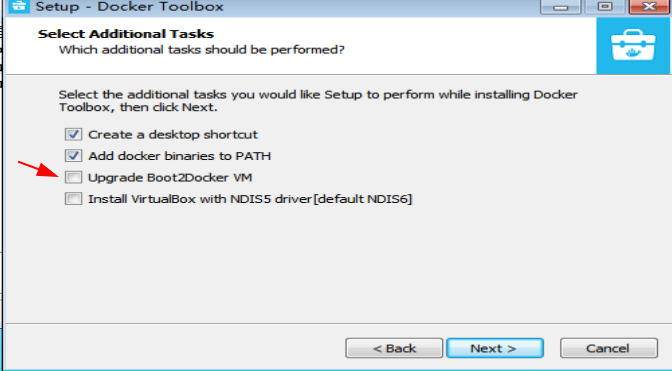 Setup - Docker Toolbox
Select Additional Tasks
Which additional tasks should be performed?
Select the additional tasks you would like Setup to perform while installing Docker
Toolbox, then click Next.
Create a desktop shortcut
Add docker binaries to PATH
Upgrade Boot2Docker VM
Install VirtualBox with NDIS5 driver[default NDIS6]
< Back
Next >
Cancel